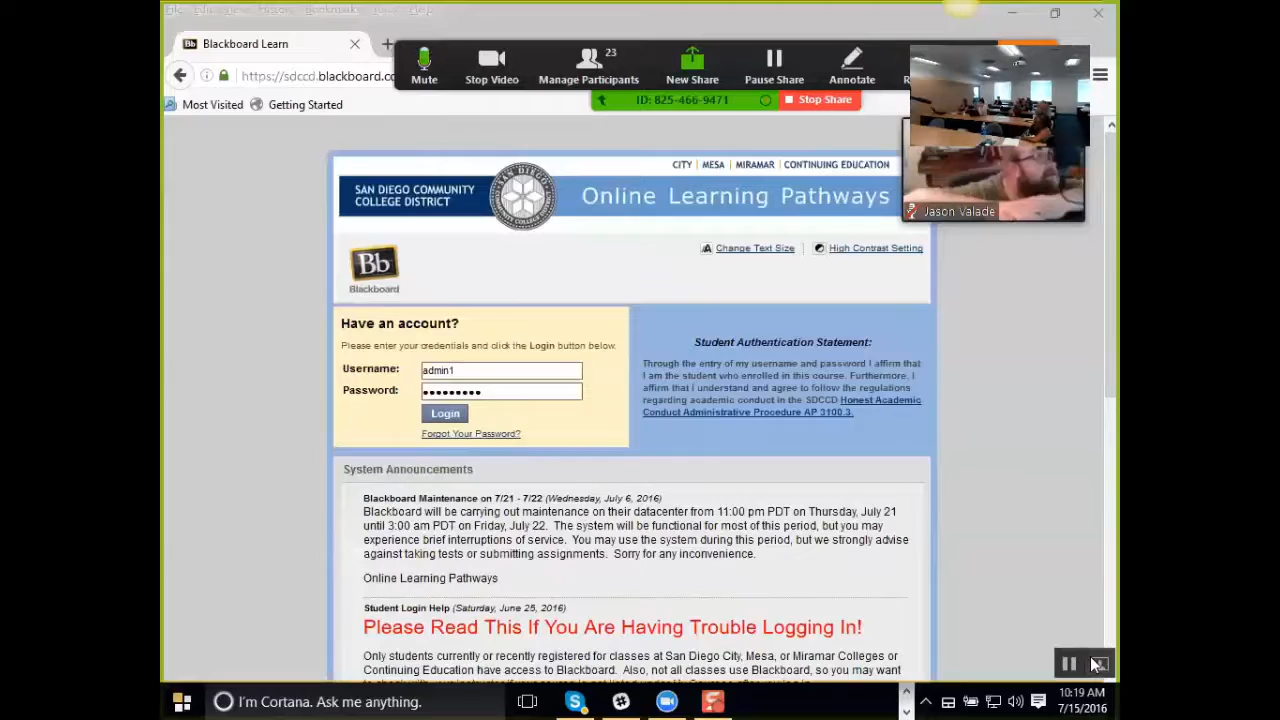 File Edit View History Bookmarks Tools Help
Blackboard Learn
https://sdccd.blackboard.co
Most Visited Getting Started
Mute Stop Video Manage Participants 23 New Share Pause Share Annotate
ID: 825-466-9471 Stop Share
Jason Valade
CITY MESA MIRAMAR CONTINUING EDUCATION
SAN DIEGO COMMUNITY
COLLEGE DISTRICT
Online Learning Pathways
Change Text Size High Contrast Setting
Bb
Blackboard
Have an account?
Please enter your credentials and click the Login button below.
Username: admin1
Password: •••••••••
Login
Forgot Your Password?
Student Authentication Statement:
Through the entry of my username and password I affirm that
I am the student who enrolled in this course. Furthermore, I
affirm that I understand and agree to follow the regulations
regarding academic conduct in the SDCCD Honest Academic
Conduct Administrative Procedure AP 3100.3.
System Announcements
Blackboard Maintenance on 7/21 - 7/22 (Wednesday, July 6, 2016)
Blackboard will be carrying out maintenance on their datacenter from 11:00 pm PDT on Thursday, July 21
until 3:00 am PDT on Friday, July 22. The system will be functional for most of this period, but you may
experience brief interruptions of service. You may use the system during this period, but we strongly advise
against taking tests or submitting assignments. Sorry for any inconvenience.
Online Learning Pathways
Student Login Help (Saturday, June 25, 2016)
Please Read This If You Are Having Trouble Logging In!
Only students currently or recently registered for classes at San Diego City, Mesa, or Miramar Colleges or
Continuing Education have access to Blackboard. Also, not all classes use Blackboard, so you may want
I'm Cortana. Ask me anything.
10:19 AM
7/15/2016